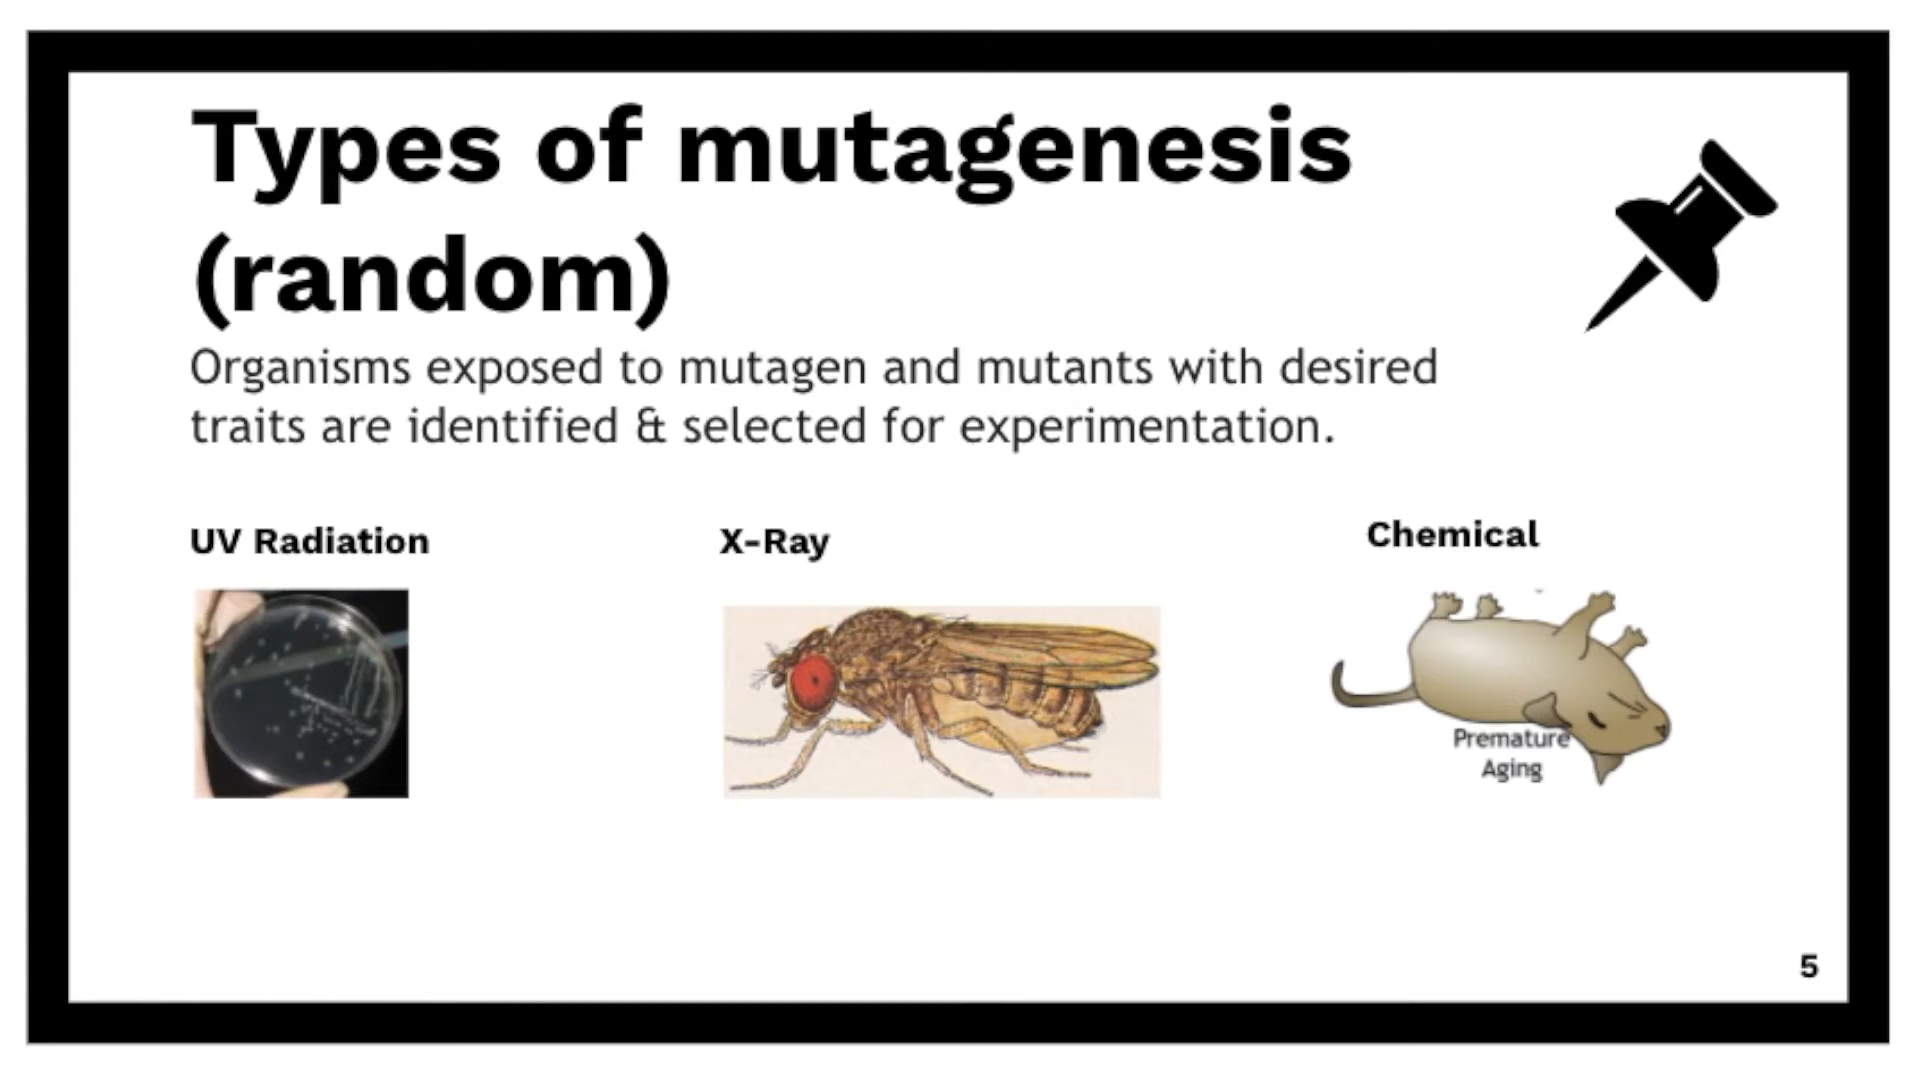 Types of mutagenesis
(random)
Organisms exposed to mutagen and mutants with desired
traits are identified & selected for experimentation.
UV Radiation
X-Ray
Chemical
Premature
Aging
5